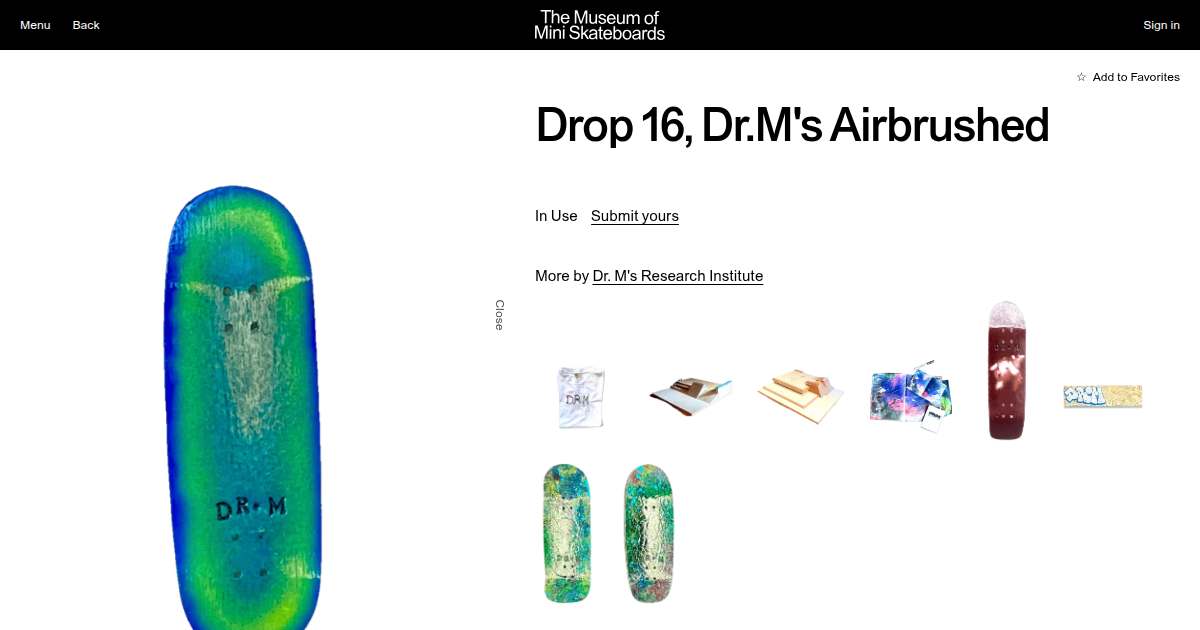 Menu
Back
The Museum of
Mini Skateboards
Sign in
☆ Add to Favorites
Drop 16, Dr.M's Airbrushed
In Use Submit yours
More by Dr. M's Research Institute
Close
DR.M
DR.M